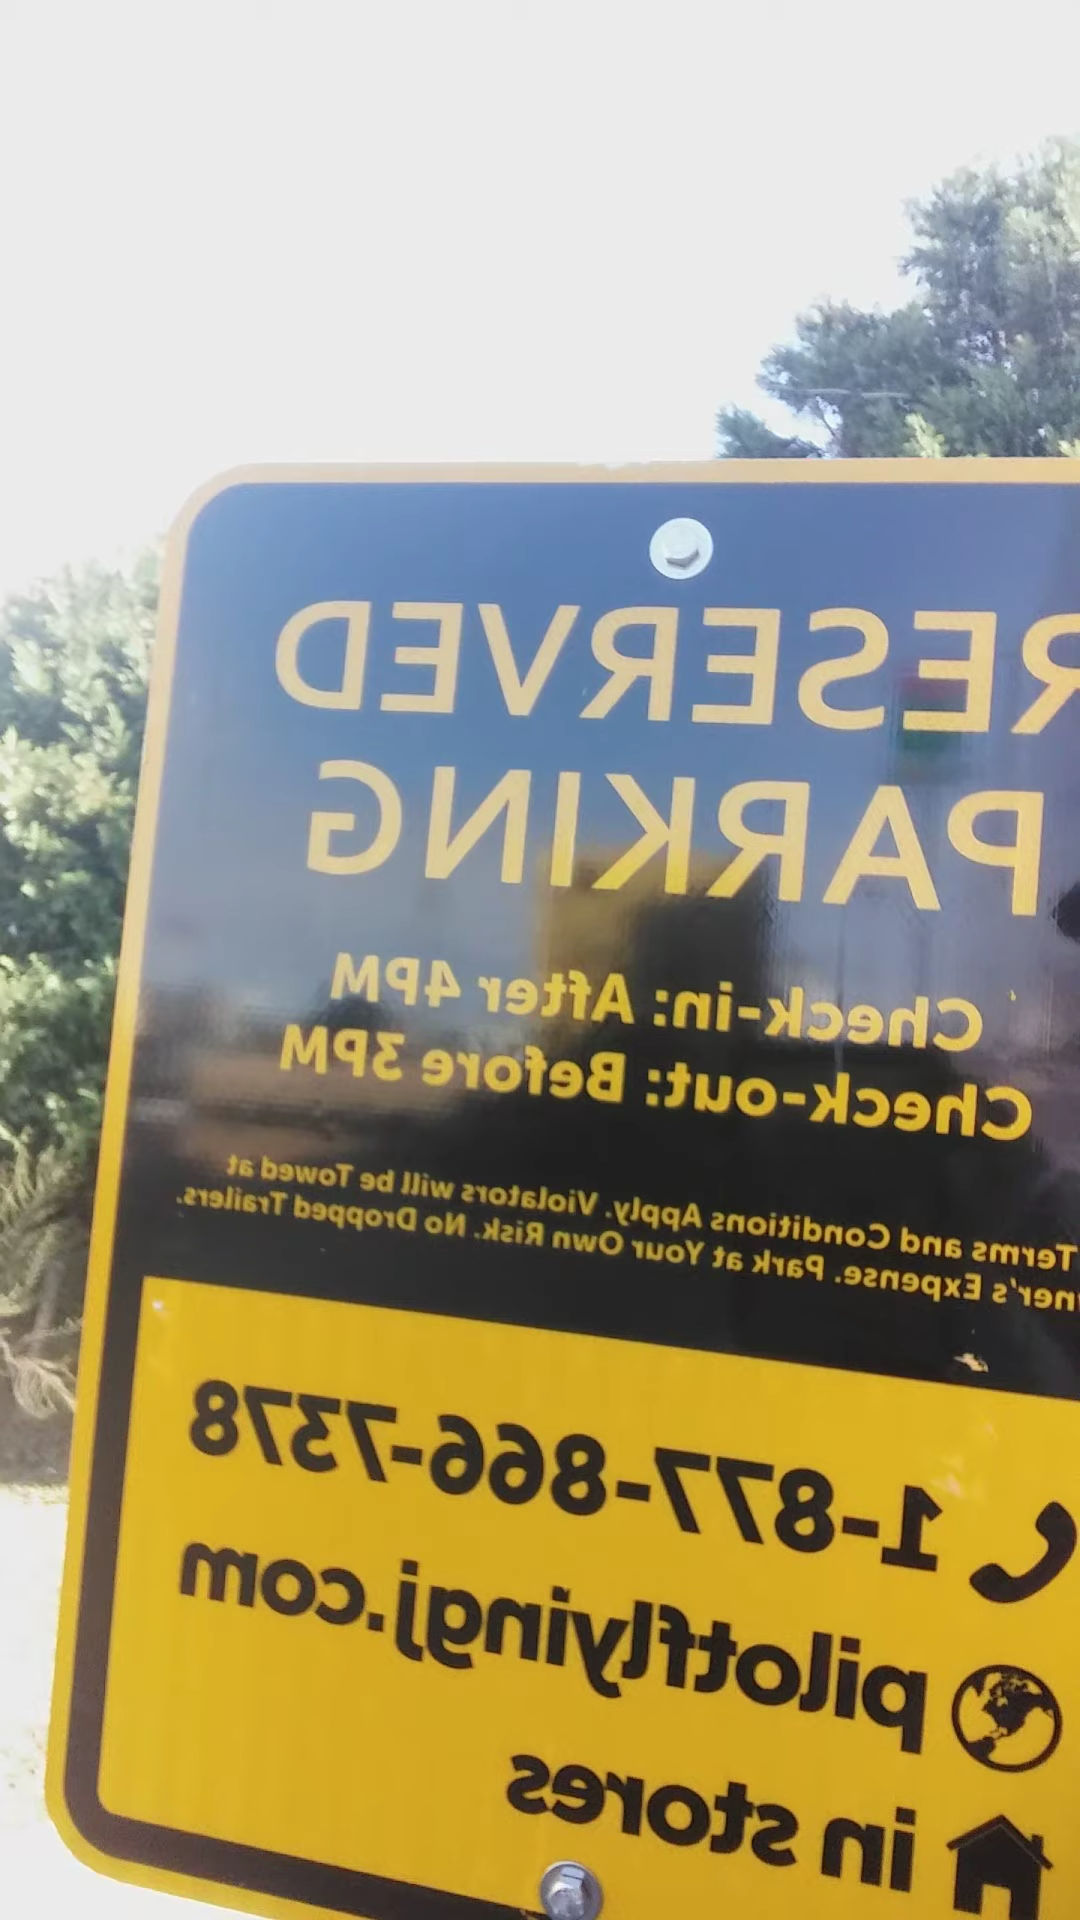 RESERVED
PARKING
Check-in: After 4PM
Check-out: Before 3PM
Terms and Conditions Apply. Violators will be Towed at
ner's Expense. Park at Your Own Risk. No Dropped Trailers.
1-877-866-7378
pilotflyingj.com
in stores